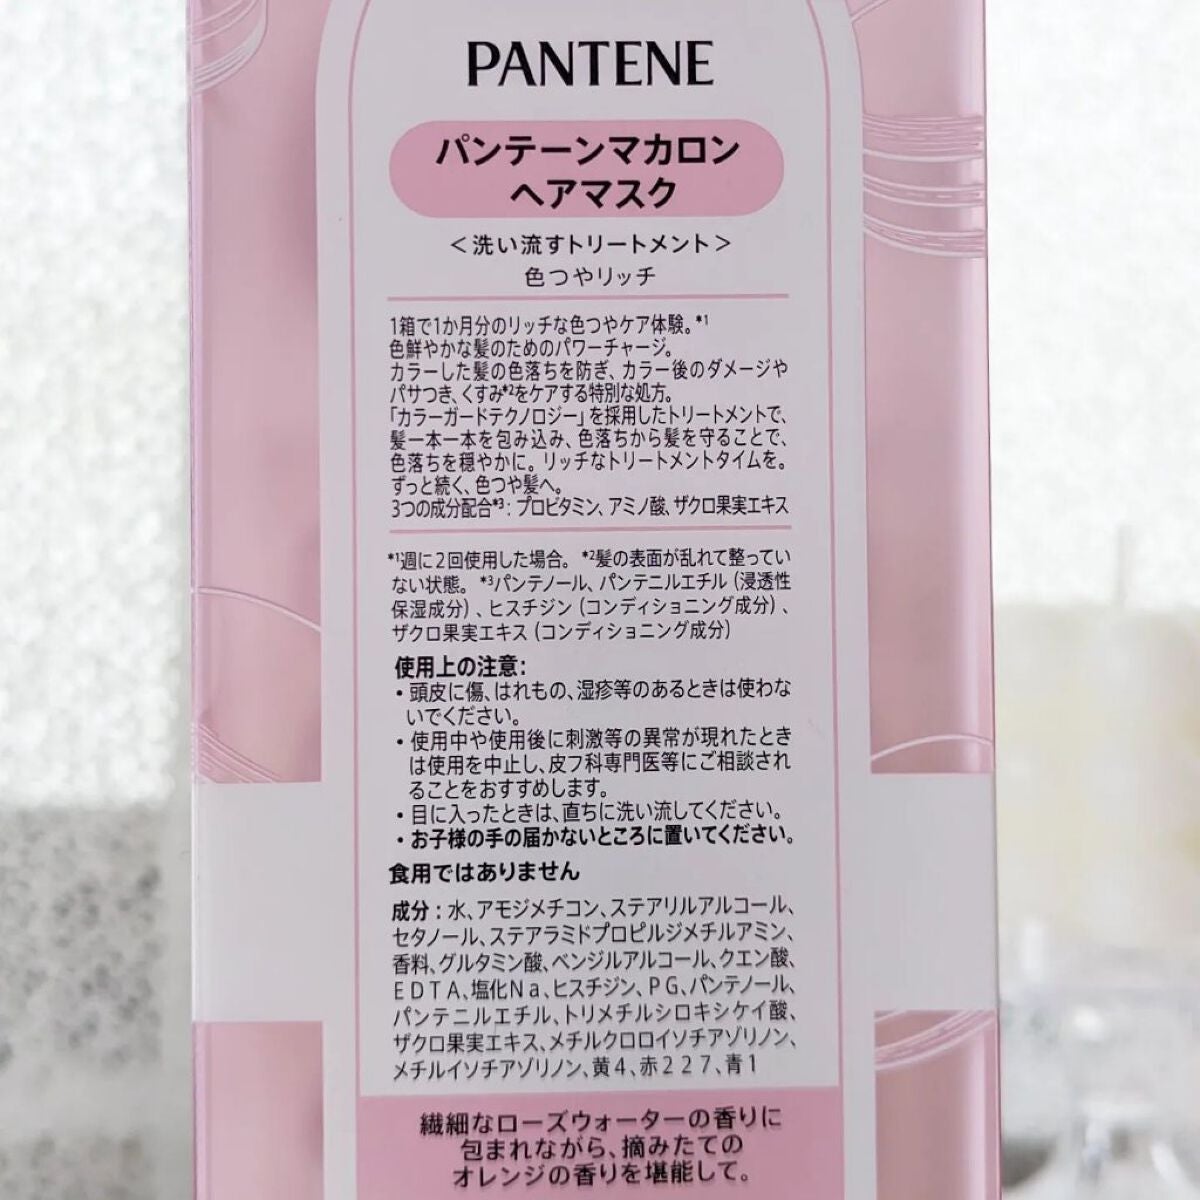 PANTENE
パンテーンマカロン
ヘアマスク
＜洗い流すトリートメント＞
色つやリッチ
1箱で1か月分のリッチな色つやケア体験。*1
色鮮やかな髪のためのパワーチャージ。
カラーした髪の色落ちを防ぎ、カラー後のダメージや
パサつき、くすみ*2をケアする特別な処方。
「カラーガードテクノロジー」を採用したトリートメントで、
髪一本一本を包み込み、色落ちから髪を守ることで、
色落ちを穏やかに。リッチなトリートメントタイムを。
ずっと続く、色つや髪へ。
3つの成分配合*3：プロビタミン、アミノ酸、ザクロ果実エキス
*1週に2回使用した場合。 *2髪の表面が乱れて整ってい
ない状態。 *3パンテノール、パンテニルエチル（浸透性
保湿成分）、ヒスチジン（コンディショニング成分）、
ザクロ果実エキス（コンディショニング成分）
使用上の注意：
・頭皮に傷、はれもの、湿疹等のあるときは使わな
いでください。
・使用中や使用後に刺激等の異常が現れたとき
は使用を中止し、皮フ科専門医等にご相談され
ることをおすすめします。
・目に入ったときは、直ちに洗い流してください。
・お子様の手の届かないところに置いてください。
食用ではありません
成分：水、アモジメチコン、ステアリルアルコール、
セタノール、ステアラミドプロピルジメチルアミン、
香料、グルタミン酸、ベンジルアルコール、クエン酸、
ＥＤＴＡ、塩化Ｎａ、ヒスチジン、ＰＧ、パンテノール、
パンテニルエチル、トリメチルシロキシケイ酸、
ザクロ果実エキス、メチルクロロイソチアゾリノン、
メチルイソチアゾリノン、黄４、赤２２７、青１
繊細なローズウォーターの香りに
包まれながら、摘みたての
オレンジの香りを堪能して。